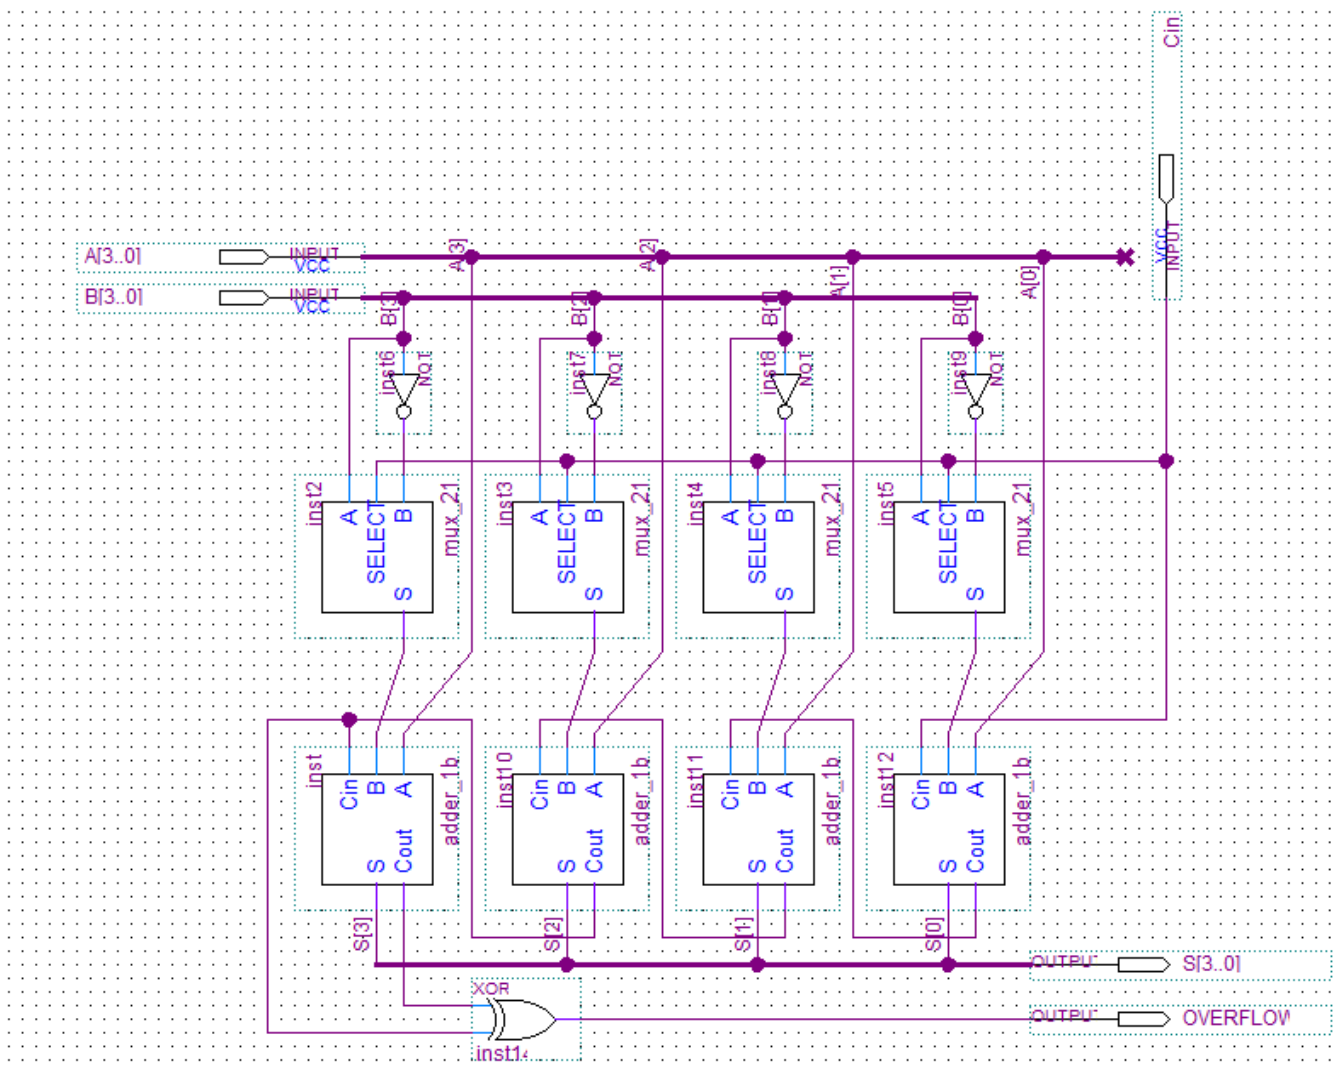 Cin
VCC
INPUT
A[3..0]
INPUT
VCC
B[3..0]
INPUT
VCC
A[3]
A[2]
A[1]
A[0]
B[3]
B[2]
B[1]
B[0]
inst6
NOT
inst7
NOT
inst8
NOT
inst9
NOT
inst2
A
SELECT
B
S
mux_21
inst3
A
SELECT
B
S
mux_21
inst4
A
SELECT
B
S
mux_21
inst5
A
SELECT
B
S
mux_21
inst
Cin
B
A
S
Cout
adder_1b
inst10
Cin
B
A
S
Cout
adder_1b
inst11
Cin
B
A
S
Cout
adder_1b
inst12
Cin
B
A
S
Cout
adder_1b
S[3]
S[2]
S[1]
S[0]
OUTPUT
S[3..0]
XOR
inst14
OUTPUT
OVERFLOW